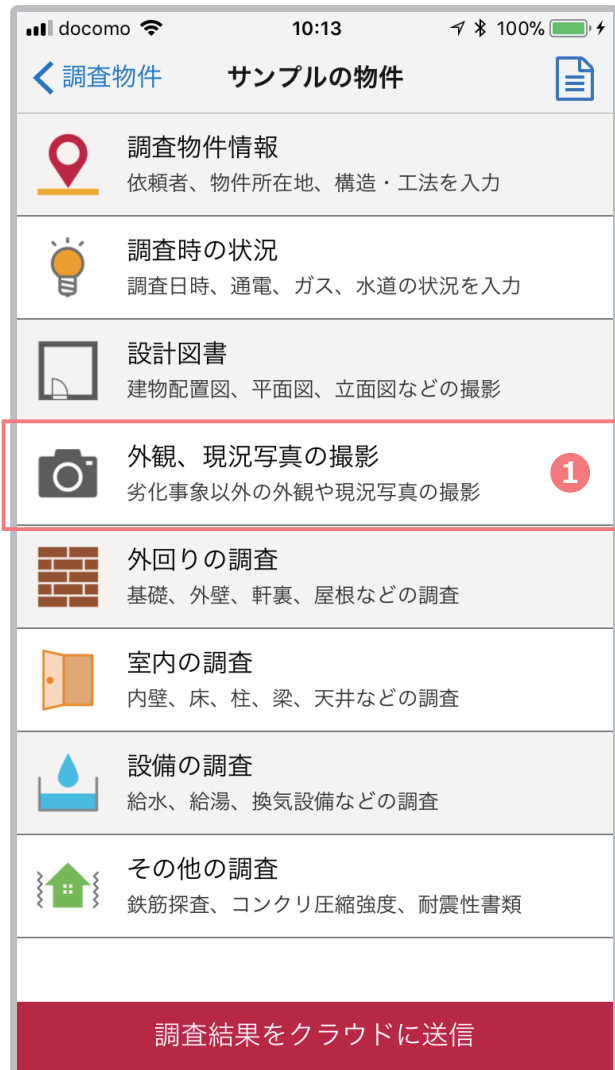 docomo 10:13 100%
調査物件 サンプルの物件
調査物件情報
依頼者、物件所在地、構造・工法を入力
調査時の状況
調査日時、通電、ガス、水道の状況を入力
設計図書
建物配置図、平面図、立面図などの撮影
外観、現況写真の撮影
劣化事象以外の外観や現況写真の撮影
1
外回りの調査
基礎、外壁、軒裏、屋根などの調査
室内の調査
内壁、床、柱、梁、天井などの調査
設備の調査
給水、給湯、換気設備などの調査
その他の調査
鉄筋探査、コンクリ圧縮強度、耐震性書類
調査結果をクラウドに送信